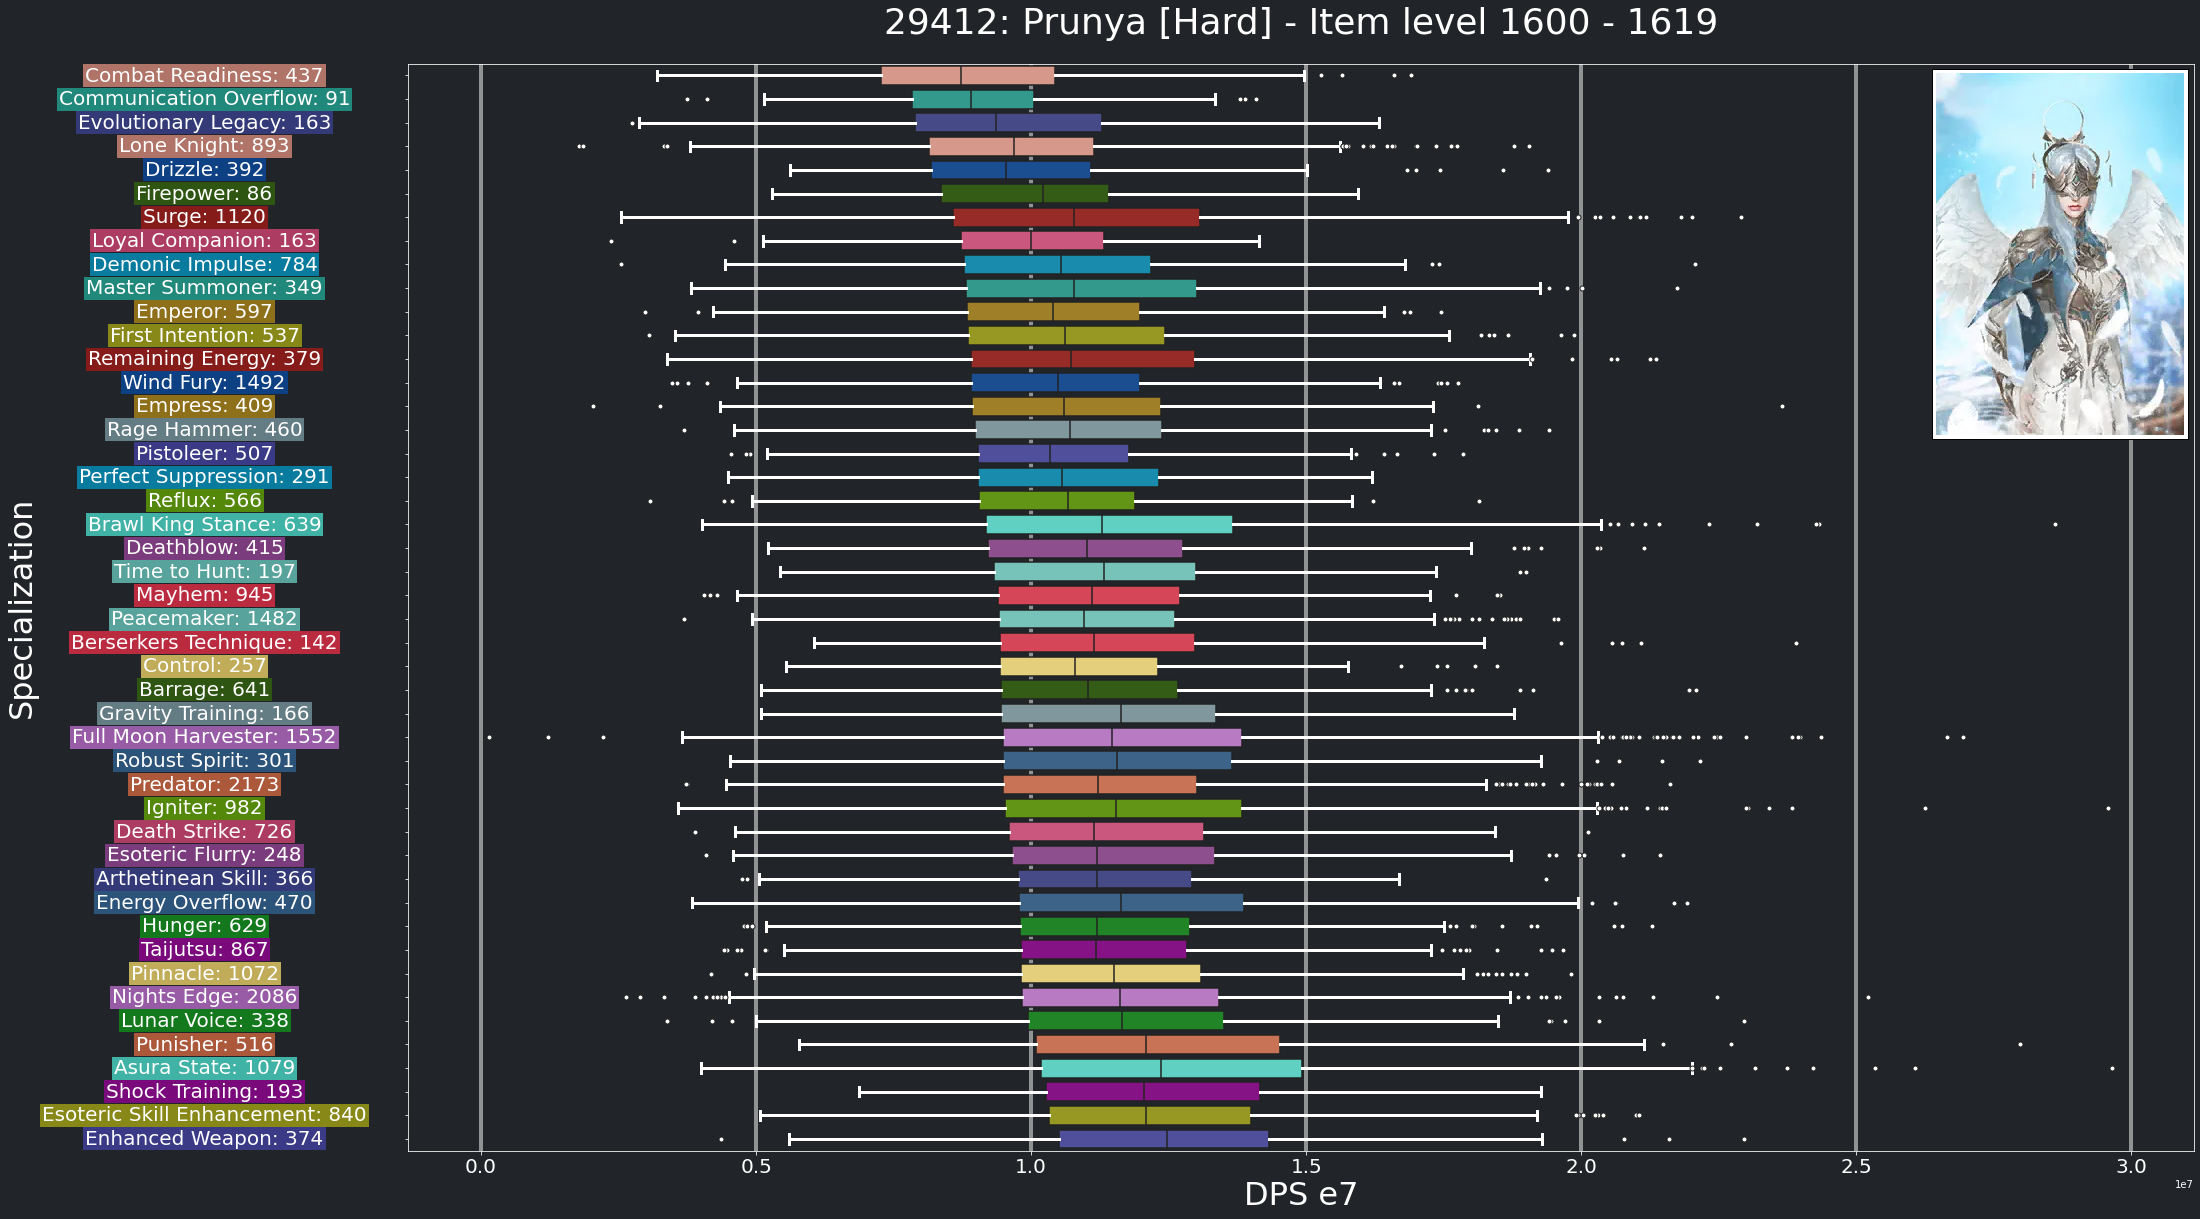 29412: Prunya [Hard] - Item level 1600 - 1619
Specialization
Combat Readiness: 437
Communication Overflow: 91
Evolutionary Legacy: 163
Lone Knight: 893
Drizzle: 392
Firepower: 86
Surge: 1120
Loyal Companion: 163
Demonic Impulse: 784
Master Summoner: 349
Emperor: 597
First Intention: 537
Remaining Energy: 379
Wind Fury: 1492
Empress: 409
Rage Hammer: 460
Pistoleer: 507
Perfect Suppression: 291
Reflux: 566
Brawl King Stance: 639
Deathblow: 415
Time to Hunt: 197
Mayhem: 945
Peacemaker: 1482
Berserkers Technique: 142
Control: 257
Barrage: 641
Gravity Training: 166
Full Moon Harvester: 1552
Robust Spirit: 301
Predator: 2173
Igniter: 982
Death Strike: 726
Esoteric Flurry: 248
Arthetinean Skill: 366
Energy Overflow: 470
Hunger: 629
Taijutsu: 867
Pinnacle: 1072
Nights Edge: 2086
Lunar Voice: 338
Punisher: 516
Asura State: 1079
Shock Training: 193
Esoteric Skill Enhancement: 840
Enhanced Weapon: 374
0.0 0.5 1.0 1.5 2.0 2.5 3.0
1e7
DPS e7